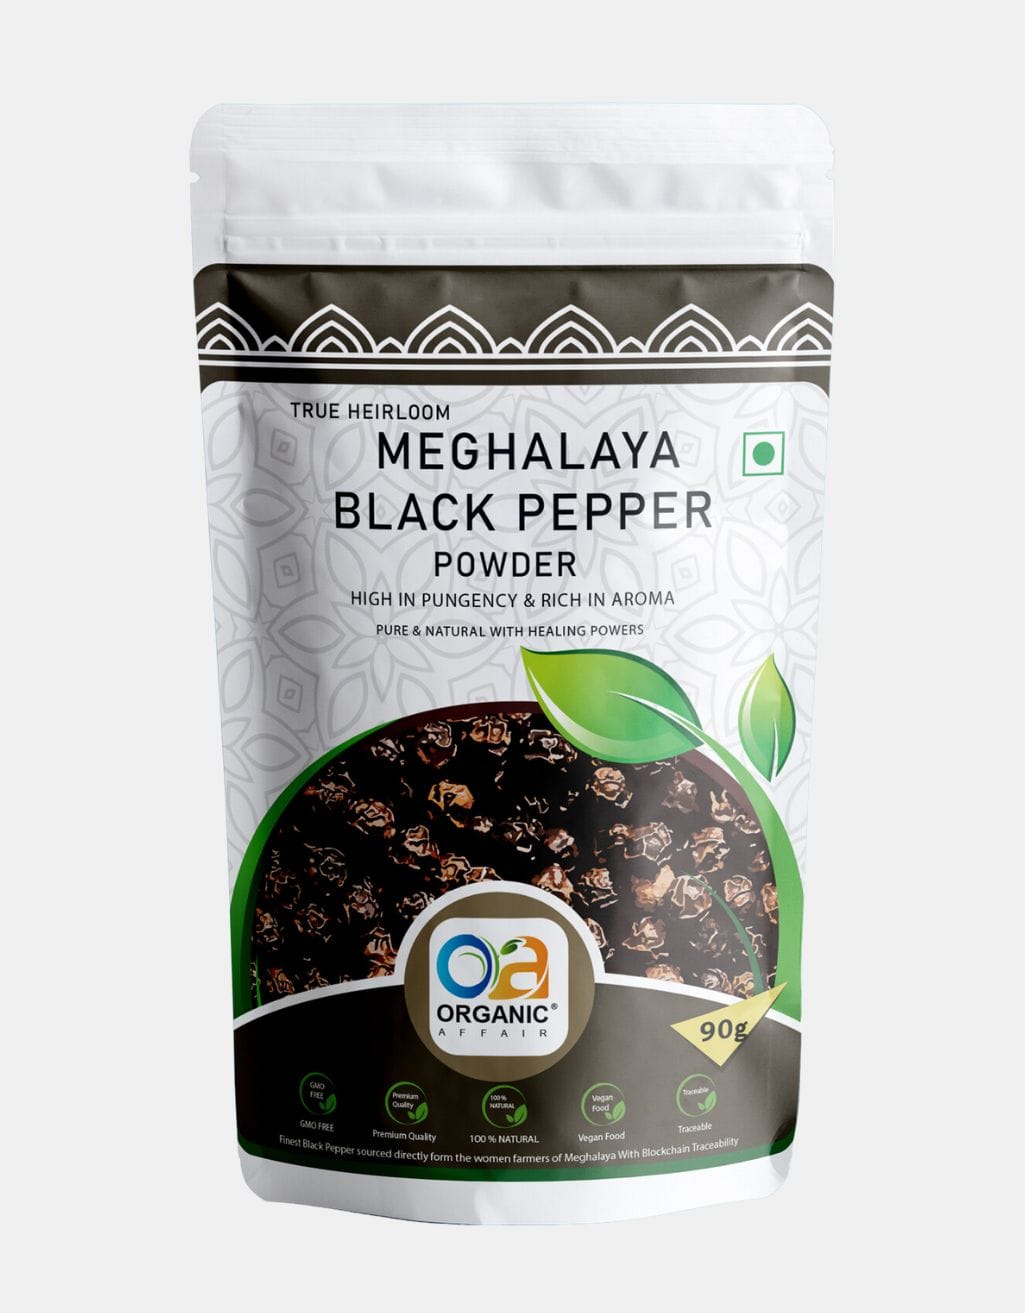 TRUE HEIRLOOM
MEGHALAYA
BLACK PEPPER
POWDER
HIGH IN PUNGENCY & RICH IN AROMA
PURE & NATURAL WITH HEALING POWERS
oa
ORGANIC®
AFFAIR
90g
GMO
FREE
GMO FREE
Premium
Quality
Premium Quality
100%
NATURAL
100 % NATURAL
Vegan
Food
Vegan Food
Traceable
Traceable
Finest Black Pepper sourced directly form the women farmers of Meghalaya With Blockchain Traceability